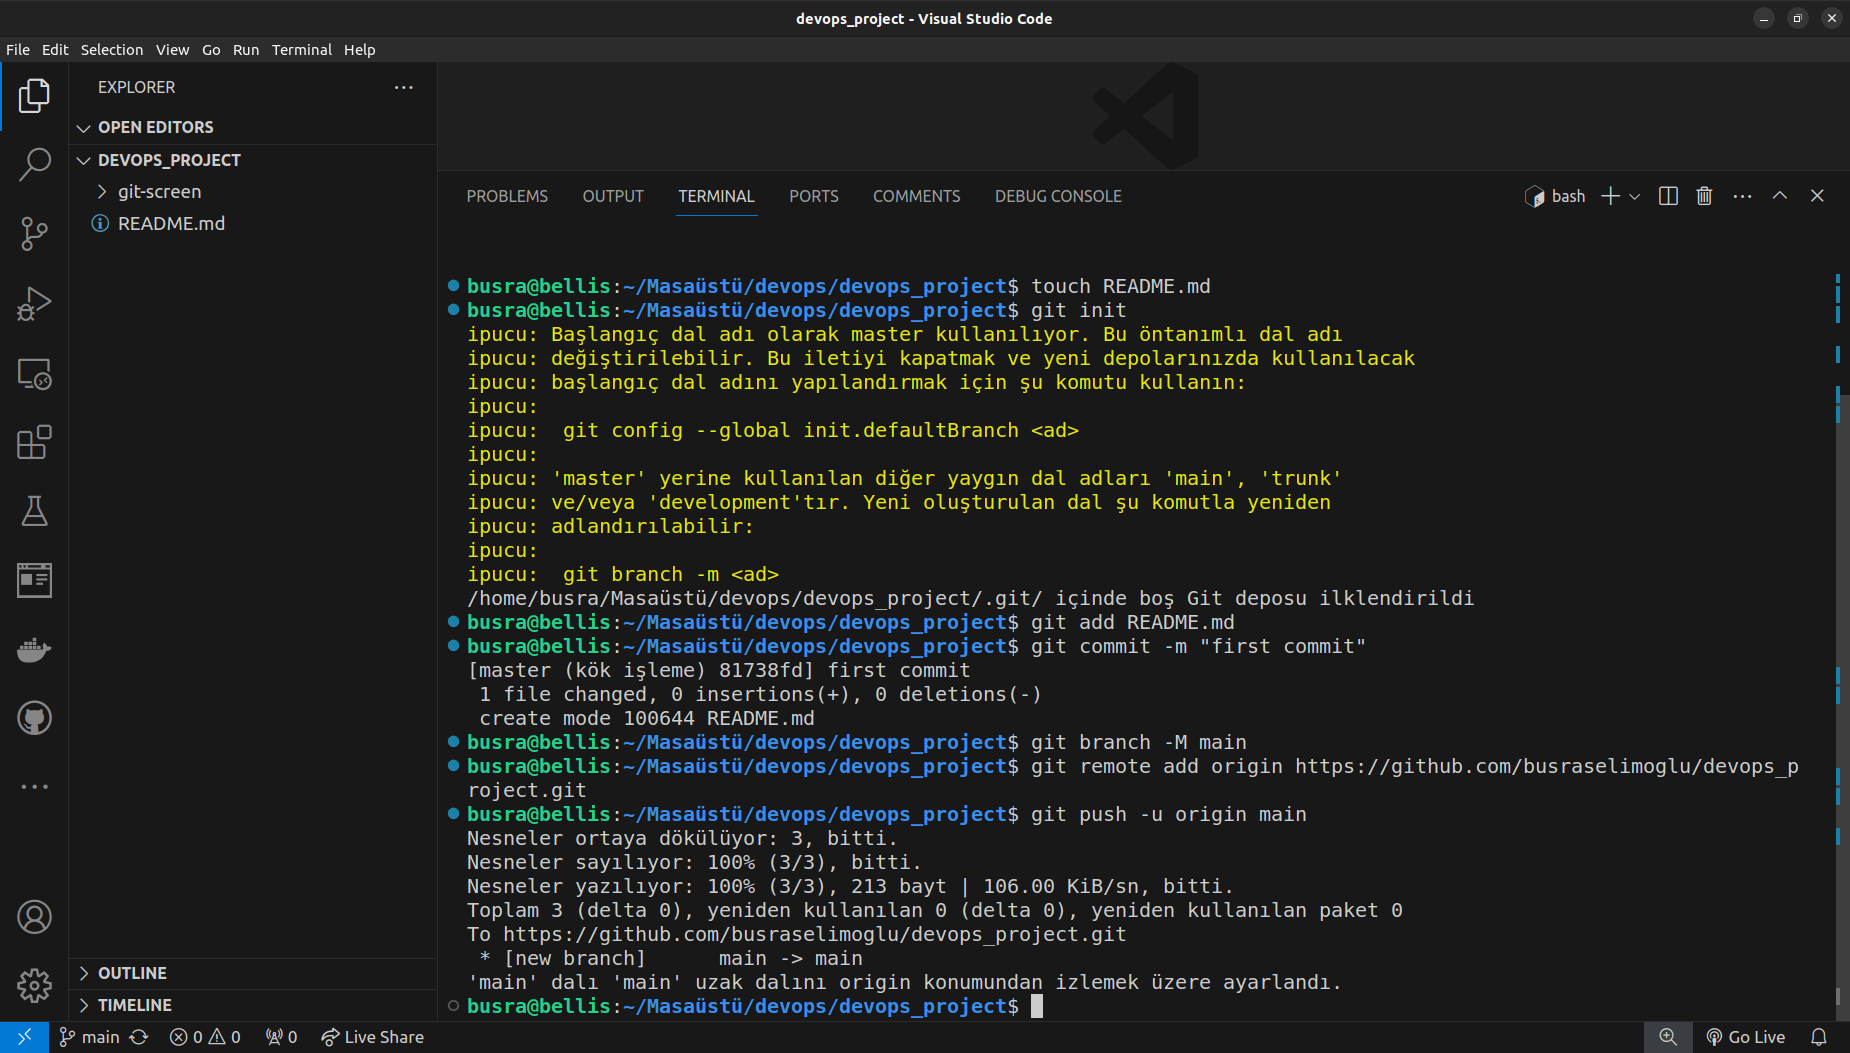 devops_project - Visual Studio Code
File Edit Selection View Go Run Terminal Help
EXPLORER
OPEN EDITORS
DEVOPS_PROJECT
git-screen
README.md
OUTLINE
TIMELINE
PROBLEMS OUTPUT TERMINAL PORTS COMMENTS DEBUG CONSOLE bash
busra@bellis:~/Masaüstü/devops/devops_project$ touch README.md
busra@bellis:~/Masaüstü/devops/devops_project$ git init
ipucu: Başlangıç dal adı olarak master kullanılıyor. Bu öntanımlı dal adı
ipucu: değiştirilebilir. Bu iletiyi kapatmak ve yeni depolarınızda kullanılacak
ipucu: başlangıç dal adını yapılandırmak için şu komutu kullanın:
ipucu:
ipucu:  git config --global init.defaultBranch <ad>
ipucu:
ipucu: 'master' yerine kullanılan diğer yaygın dal adları 'main', 'trunk'
ipucu: ve/veya 'development'tır. Yeni oluşturulan dal şu komutla yeniden
ipucu: adlandırılabilir:
ipucu:
ipucu:  git branch -m <ad>
/home/busra/Masaüstü/devops/devops_project/.git/ içinde boş Git deposu ilklendirildi
busra@bellis:~/Masaüstü/devops/devops_project$ git add README.md
busra@bellis:~/Masaüstü/devops/devops_project$ git commit -m "first commit"
[master (kök işleme) 81738fd] first commit
 1 file changed, 0 insertions(+), 0 deletions(-)
 create mode 100644 README.md
busra@bellis:~/Masaüstü/devops/devops_project$ git branch -M main
busra@bellis:~/Masaüstü/devops/devops_project$ git remote add origin https://github.com/busraselimoglu/devops_p
roject.git
busra@bellis:~/Masaüstü/devops/devops_project$ git push -u origin main
Nesneler ortaya dökülüyor: 3, bitti.
Nesneler sayılıyor: 100% (3/3), bitti.
Nesneler yazılıyor: 100% (3/3), 213 bayt | 106.00 KiB/sn, bitti.
Toplam 3 (delta 0), yeniden kullanılan 0 (delta 0), yeniden kullanılan paket 0
To https://github.com/busraselimoglu/devops_project.git
 * [new branch]      main -> main
'main' dalı 'main' uzak dalını origin konumundan izlemek üzere ayarlandı.
busra@bellis:~/Masaüstü/devops/devops_project$
main 0 0 0 Live Share Go Live